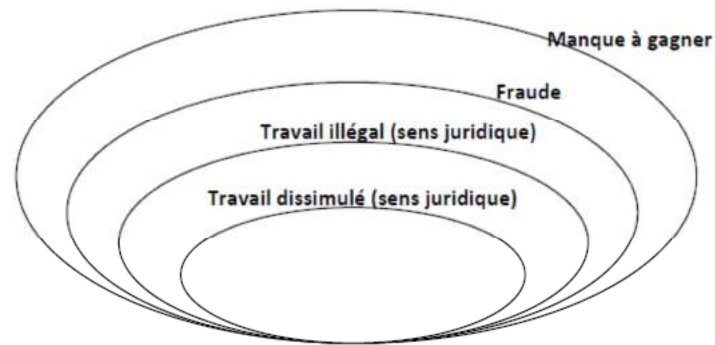 Manque à gagner
Fraude
Travail illégal (sens juridique)
Travail dissimulé (sens juridique)